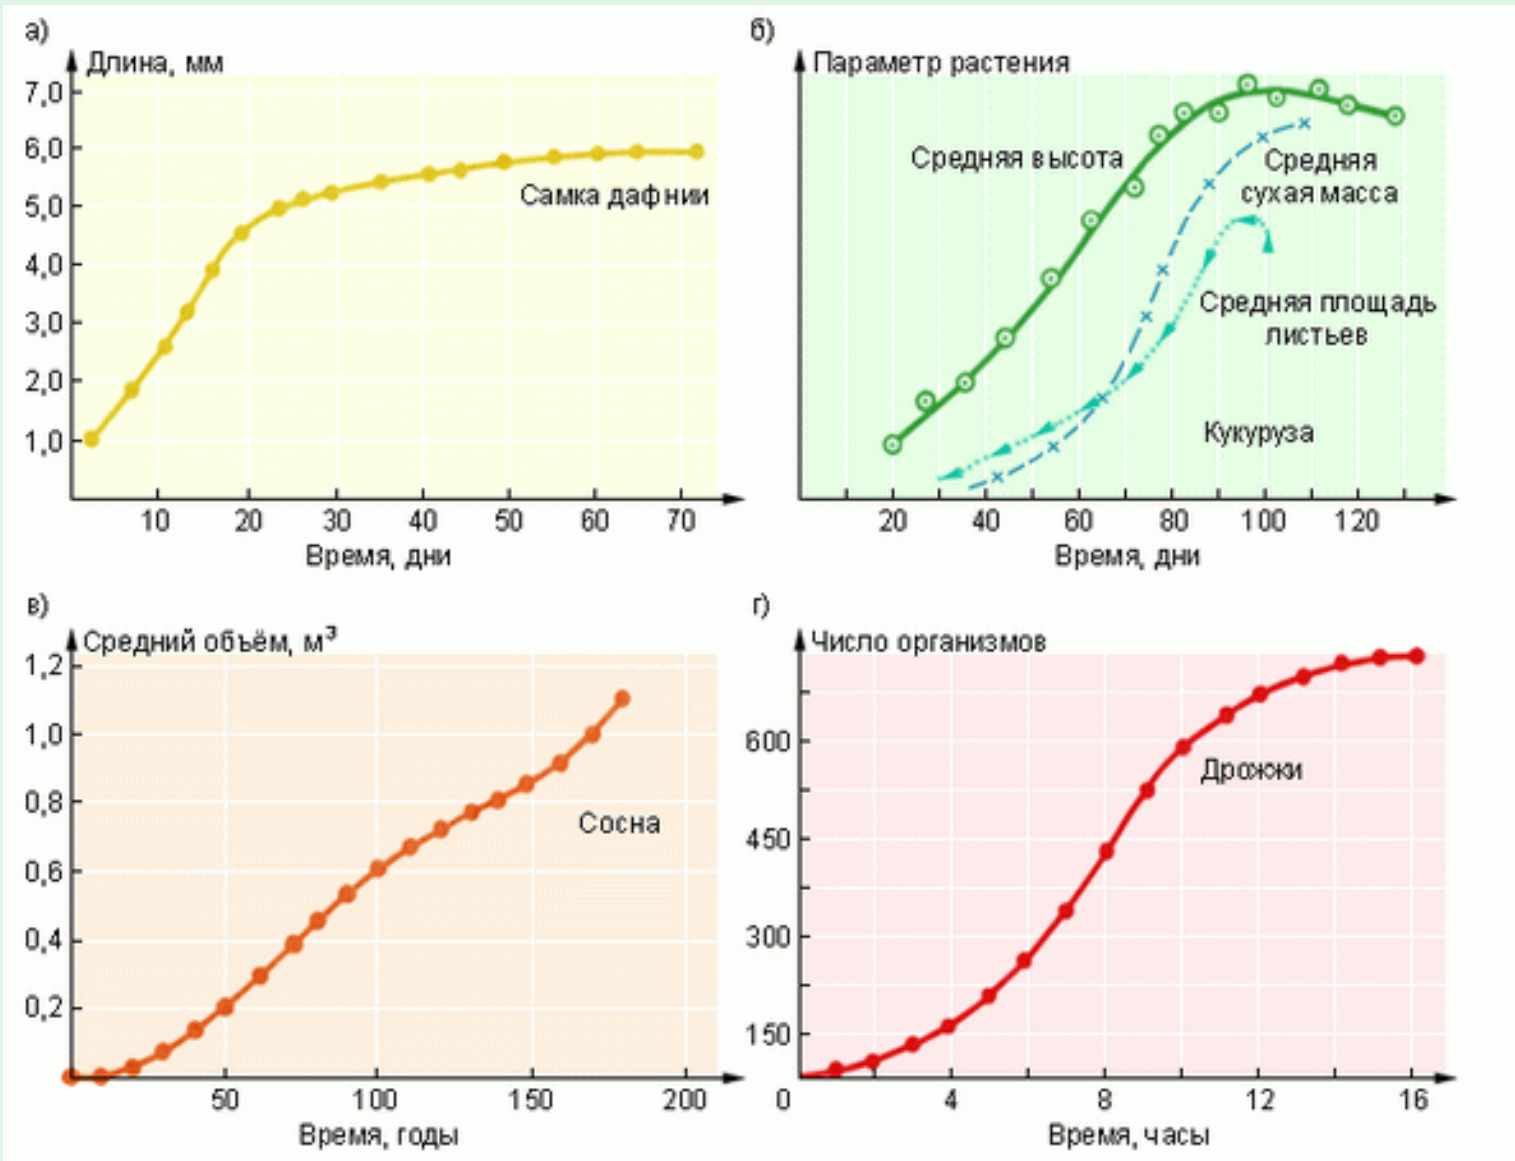 а)
Длина, мм
7,0
6,0
5,0
4,0
3,0
2,0
1,0
Самка дафнии
10 20 30 40 50 60 70
Время, дни
б)
Параметр растения
Средняя высота
Средняя
сухая масса
Средняя площадь
листьев
Кукуруза
20 40 60 80 100 120
Время, дни
в)
Средний объём, м³
1,2
1,0
0,8
0,6
0,4
0,2
Сосна
50 100 150 200
Время, годы
г)
Число организмов
600
450
300
150
Дрожжи
0 4 8 12 16
Время, часы